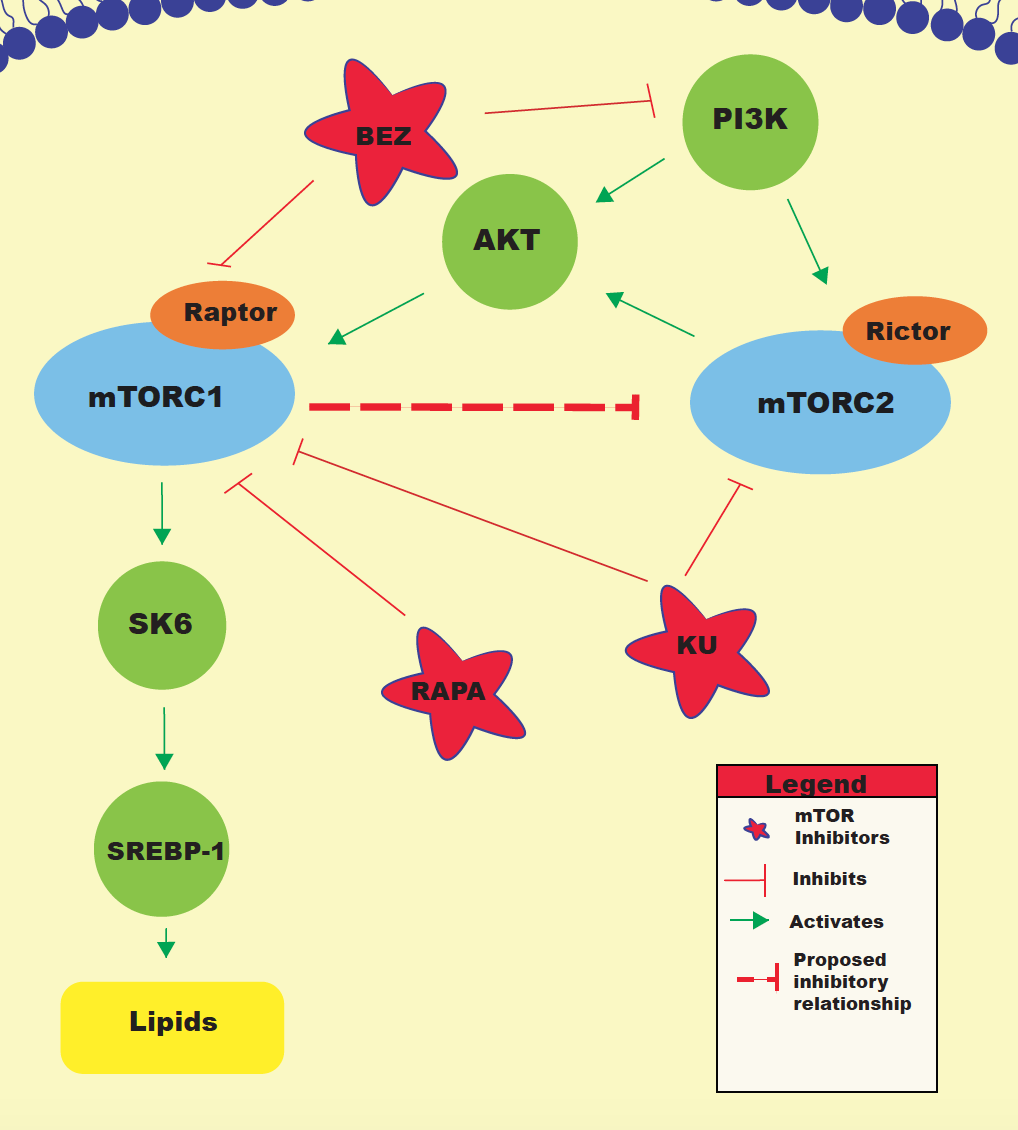 BEZ
PI3K
AKT
Raptor
Rictor
mTORC1
mTORC2
SK6
KU
RAPA
SREBP-1
Lipids
Legend
mTOR
Inhibitors
Inhibits
Activates
Proposed
inhibitory
relationship